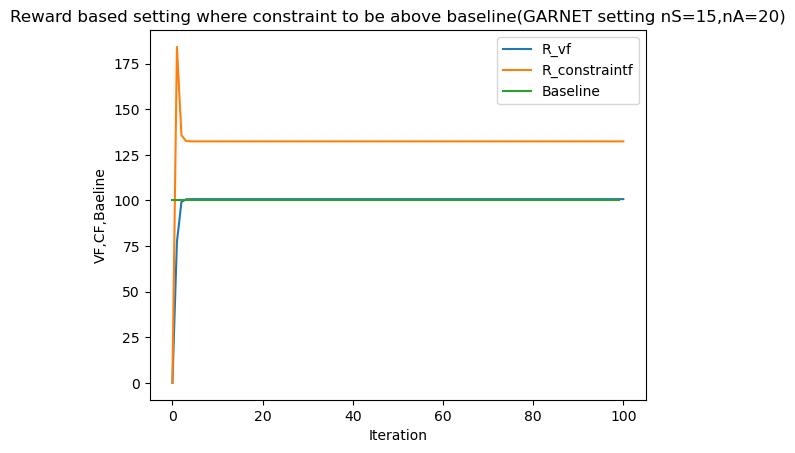 Reward based setting where constraint to be above baseline(GARNET setting nS=15,nA=20)
R_vf
R_constraintf
Baseline
VF,CF,Baeline
175
150
125
100
75
50
25
0
0 20 40 60 80 100
Iteration